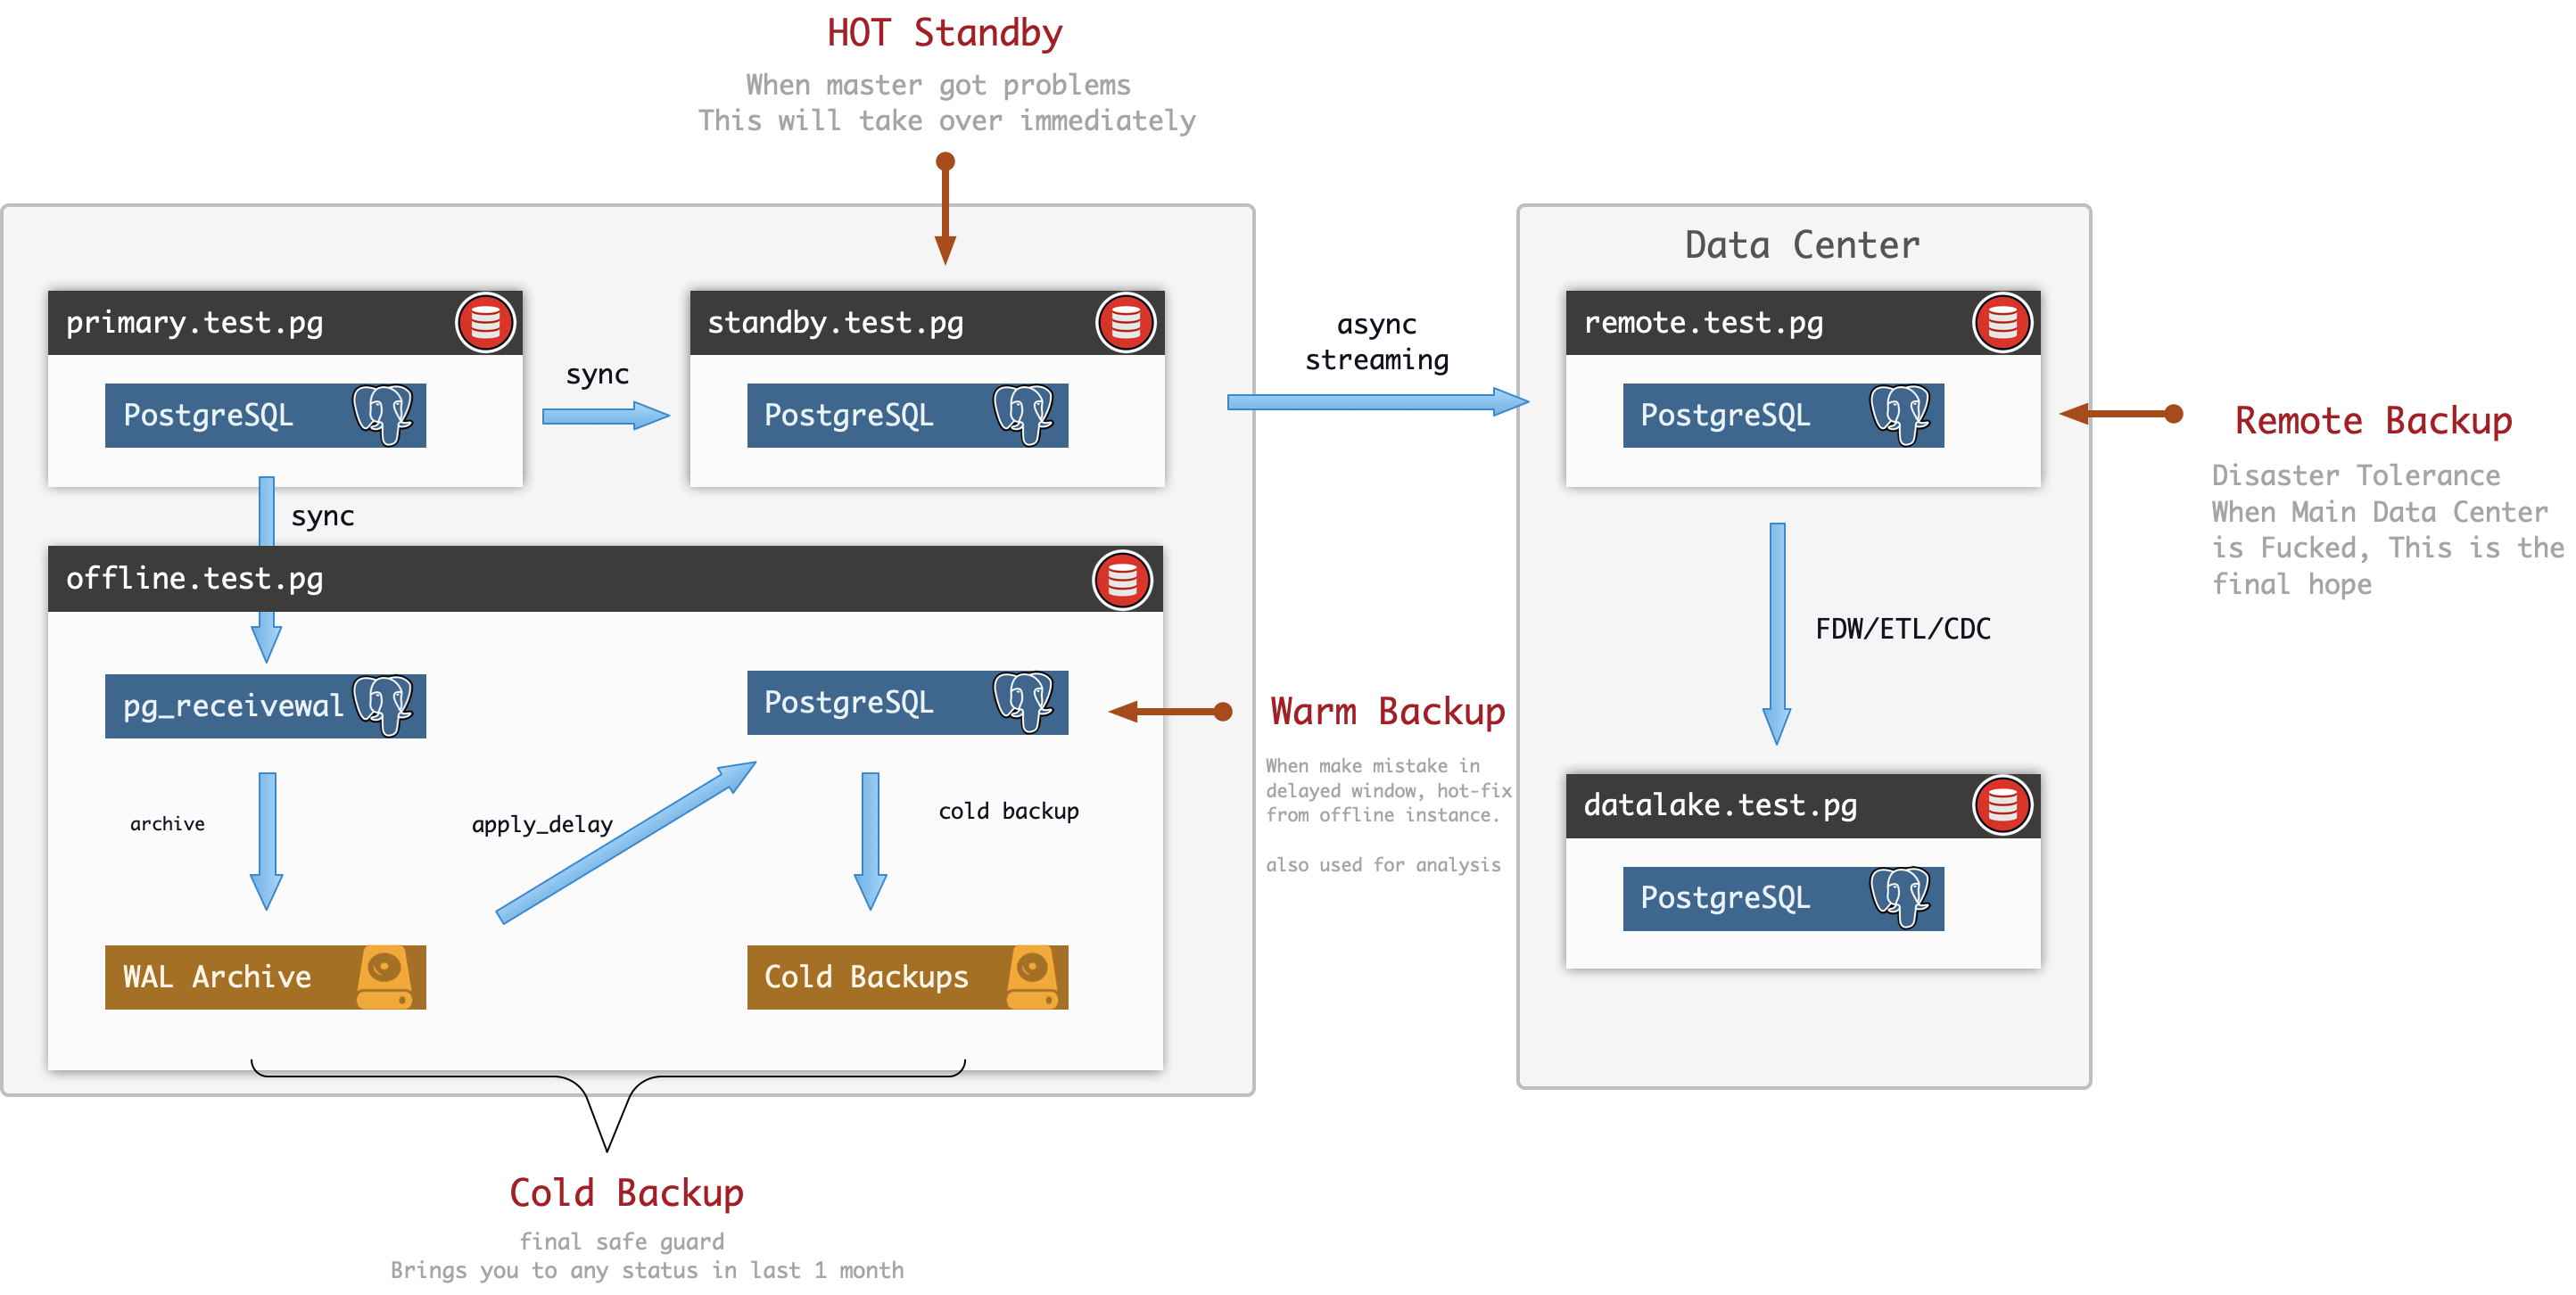 HOT Standby
When master got problems
This will take over immediately
Data Center
primary.test.pg
standby.test.pg
remote.test.pg
PostgreSQL
sync
PostgreSQL
async
streaming
PostgreSQL
Remote Backup
Disaster Tolerance
When Main Data Center
is Fucked, This is the
final hope
sync
offline.test.pg
FDW/ETL/CDC
pg_receivewal
PostgreSQL
Warm Backup
When make mistake in
delayed window, hot-fix
from offline instance.
also used for analysis
archive
apply_delay
cold backup
datalake.test.pg
PostgreSQL
WAL Archive
Cold Backups
Cold Backup
final safe guard
Brings you to any status in last 1 month